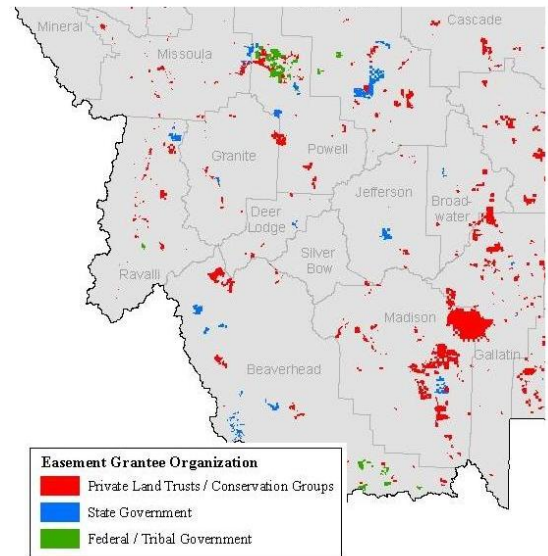 Mineral
Cascade
Missoula
Granite
Powell
Jefferson
Broad-
water
Deer
Lodge
Silver
Bow
Ravalli
Madison
Gallatin
Beaverhead
Easement Grantee Organization
Private Land Trusts / Conservation Groups
State Government
Federal / Tribal Government